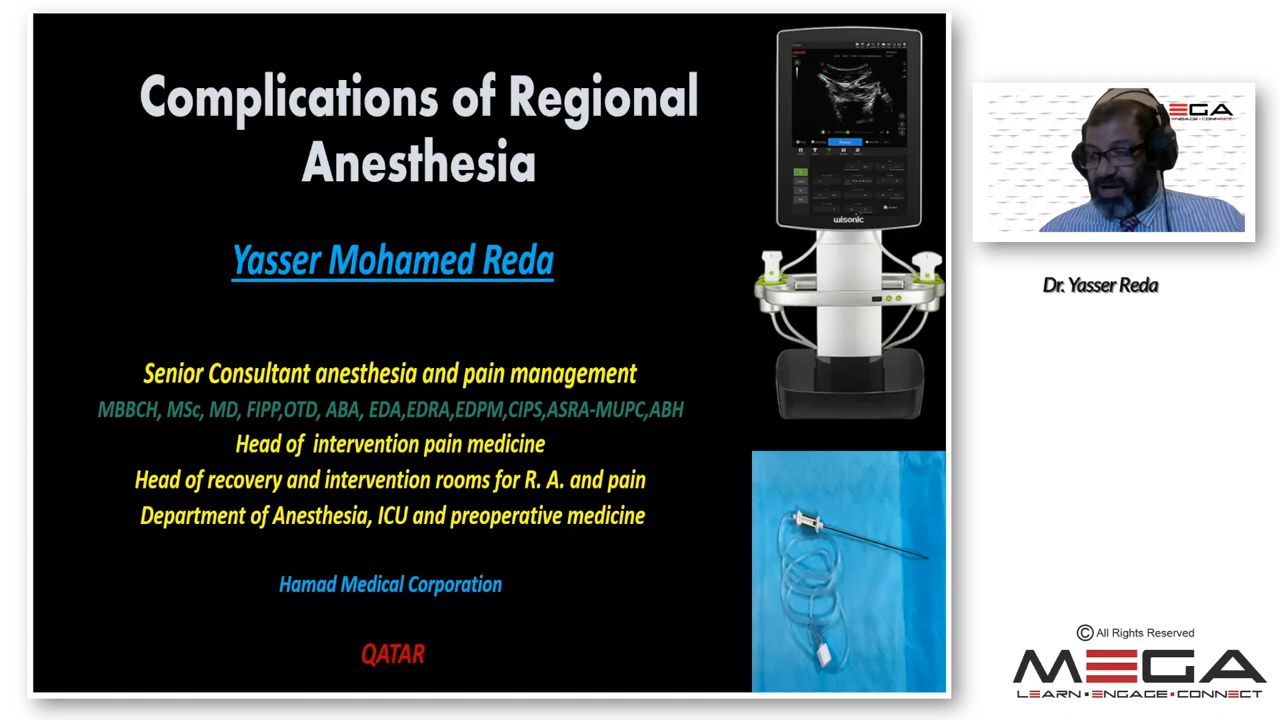 Complications of Regional
Anesthesia
Yasser Mohamed Reda
Senior Consultant anesthesia and pain management
MBBCH, MSc, MD, FIPP,OTD, ABA, EDA,EDRA,EDPM,CIPS,ASRA-MUPC,ABH
Head of  intervention pain medicine
Head of recovery and intervention rooms for R. A. and pain
Department of Anesthesia, ICU and preoperative medicine
Hamad Medical Corporation
QATAR
wisonic
EGA
ENGAGE•CONNECT
Dr. Yasser Reda
© All Rights Reserved
MEGA
LEARN•ENGAGE•CONNECT